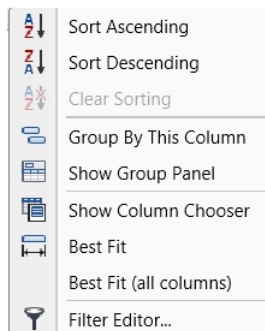 Sort Ascending
Sort Descending
Clear Sorting
Group By This Column
Show Group Panel
Show Column Chooser
Best Fit
Best Fit (all columns)
Filter Editor...